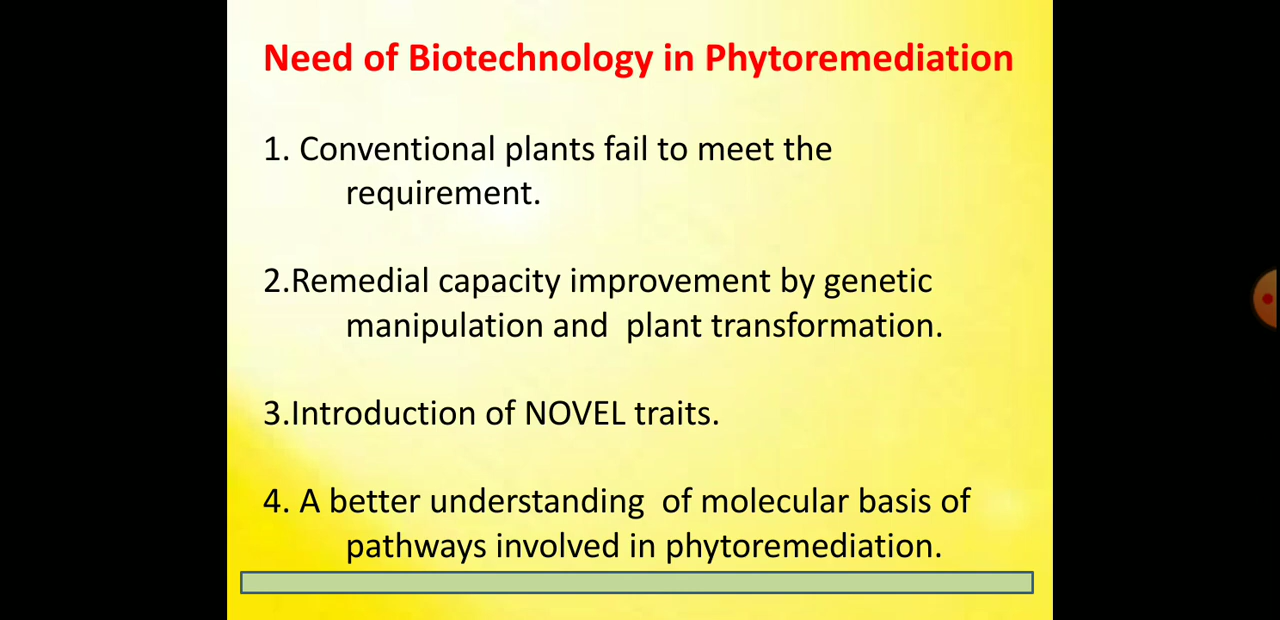 Need of Biotechnology in Phytoremediation
1. Conventional plants fail to meet the
requirement.
2.Remedial capacity improvement by genetic
manipulation and  plant transformation.
3.Introduction of NOVEL traits.
4. A better understanding  of molecular basis of
pathways involved in phytoremediation.